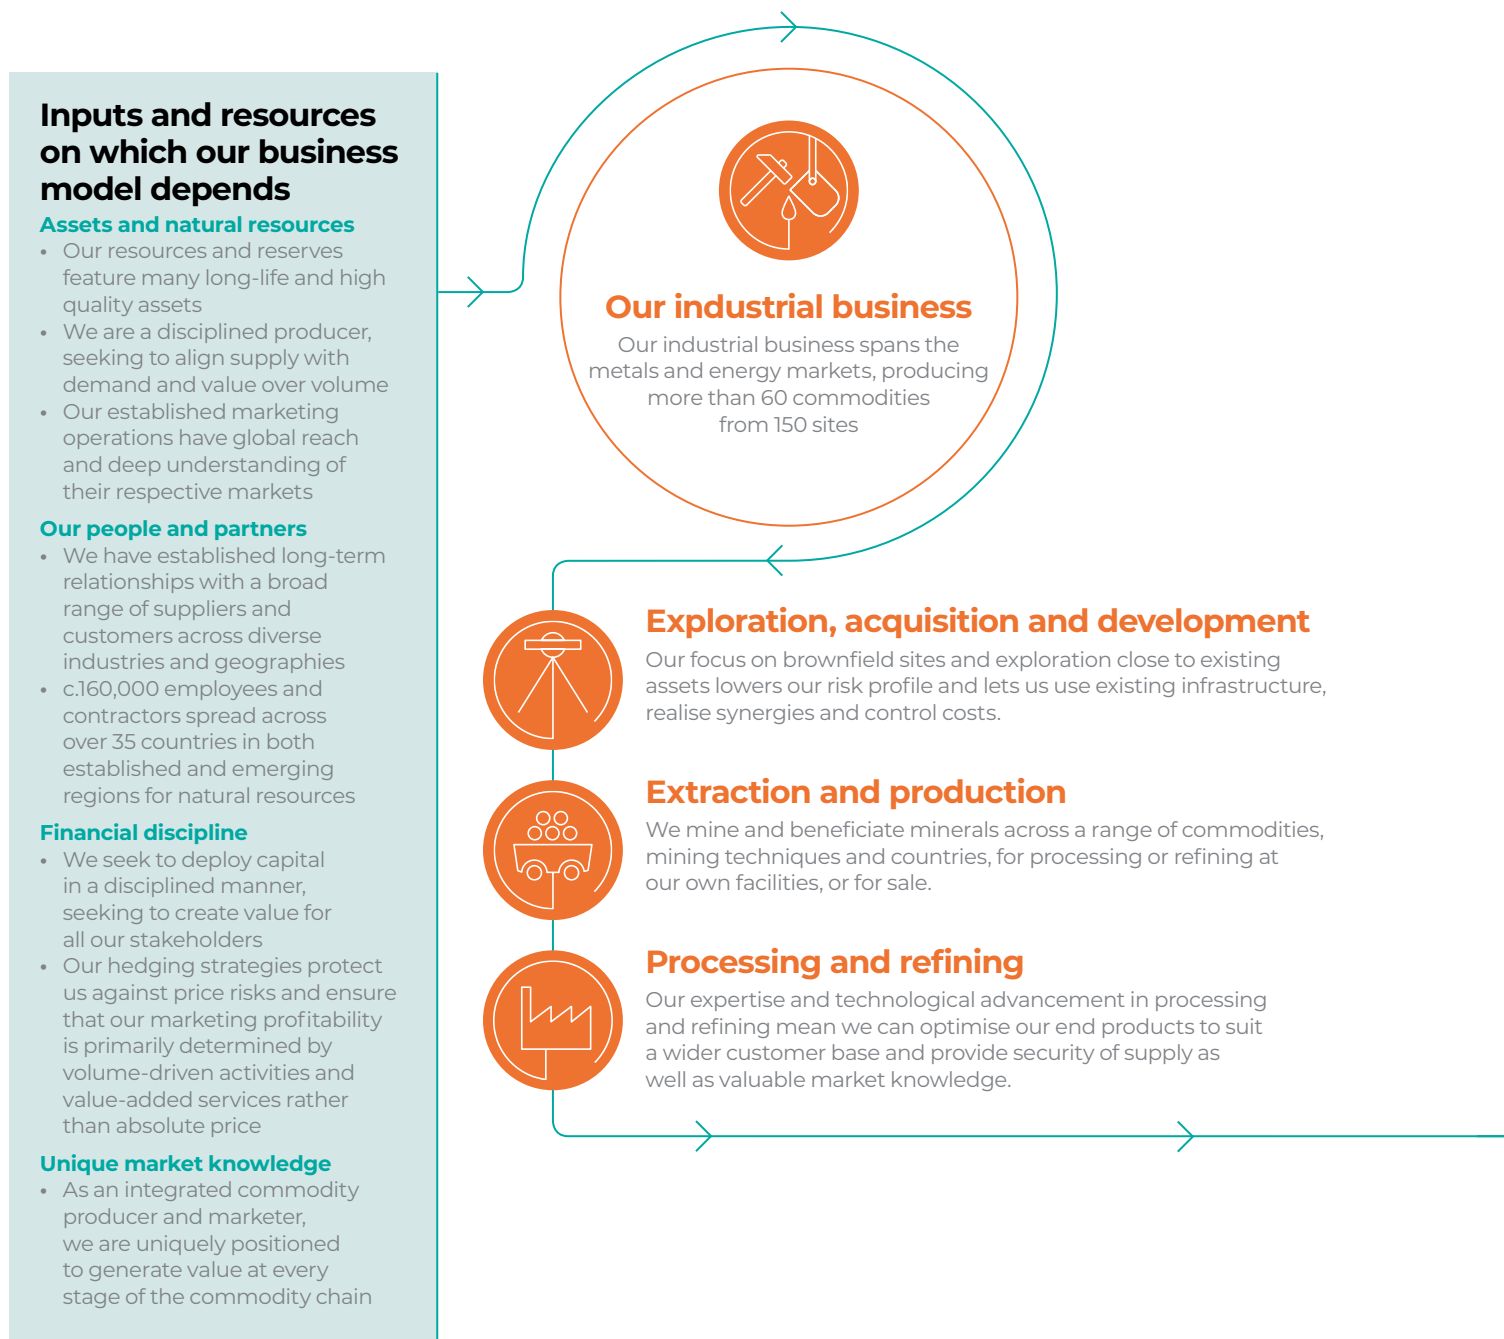 Inputs and resources
on which our business
model depends
Assets and natural resources
• Our resources and reserves
feature many long-life and high
quality assets
• We are a disciplined producer,
seeking to align supply with
demand and value over volume
• Our established marketing
operations have global reach
and deep understanding of
their respective markets
Our people and partners
• We have established long-term
relationships with a broad
range of suppliers and
customers across diverse
industries and geographies
• c.160,000 employees and
contractors spread across
over 35 countries in both
established and emerging
regions for natural resources
Financial discipline
• We seek to deploy capital
in a disciplined manner,
seeking to create value for
all our stakeholders
• Our hedging strategies protect
us against price risks and ensure
that our marketing profitability
is primarily determined by
volume-driven activities and
value-added services rather
than absolute price
Unique market knowledge
• As an integrated commodity
producer and marketer,
we are uniquely positioned
to generate value at every
stage of the commodity chain
Our industrial business
Our industrial business spans the
metals and energy markets, producing
more than 60 commodities
from 150 sites
Exploration, acquisition and development
Our focus on brownfield sites and exploration close to existing
assets lowers our risk profile and lets us use existing infrastructure,
realise synergies and control costs.
Extraction and production
We mine and beneficiate minerals across a range of commodities,
mining techniques and countries, for processing or refining at
our own facilities, or for sale.
Processing and refining
Our expertise and technological advancement in processing
and refining mean we can optimise our end products to suit
a wider customer base and provide security of supply as
well as valuable market knowledge.